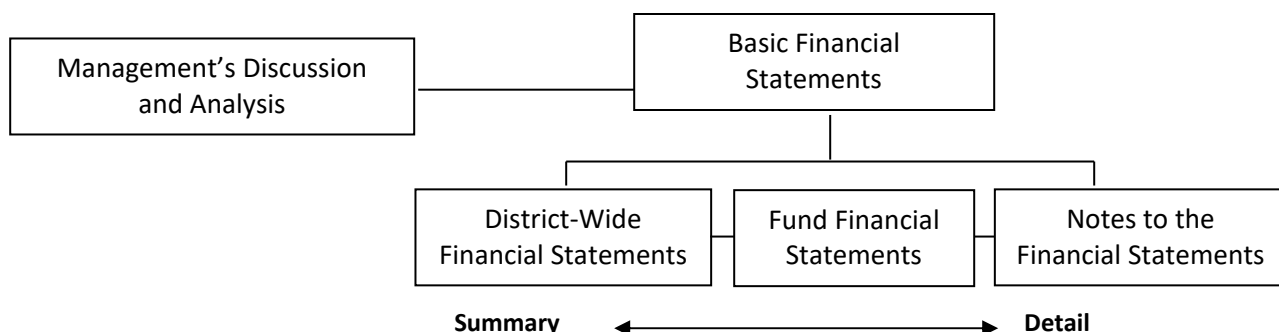 Basic Financial
Statements
Management’s Discussion
and Analysis
District-Wide
Financial Statements
Fund Financial
Statements
Notes to the
Financial Statements
Summary
Detail